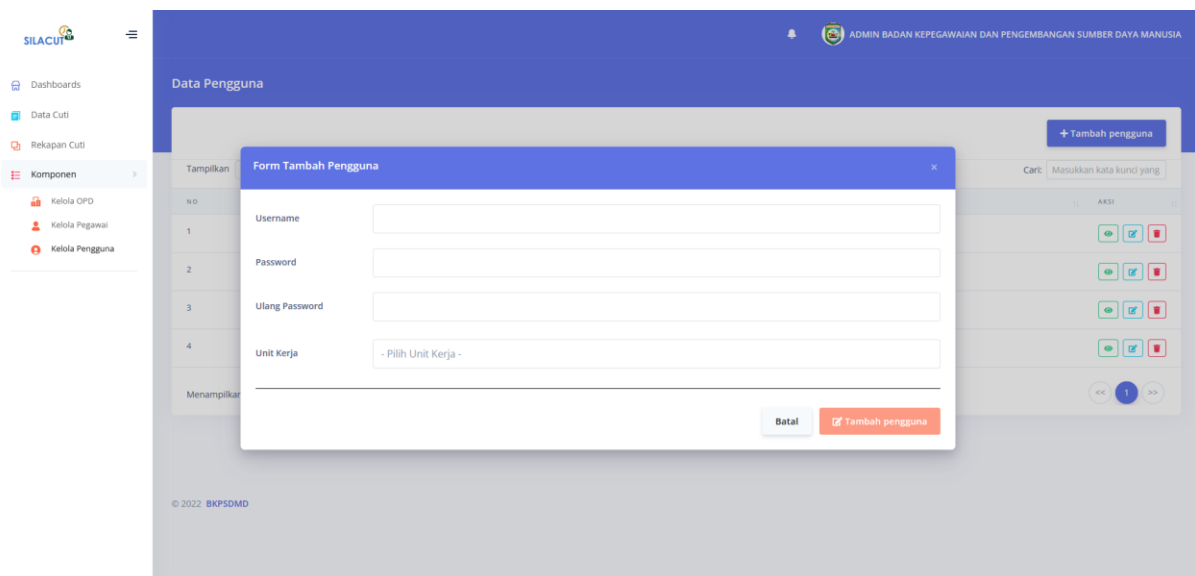 SILACUT
ADMIN BADAN KEPEGAWAIAN DAN PENGEMBANGAN SUMBER DAYA MANUSIA
Dashboards
Data Cuti
Rekapan Cuti
Komponen
Kelola OPD
Kelola Pegawai
Kelola Pengguna
Data Pengguna
+ Tambah pengguna
Tampilkan
Cari: Masukkan kata kunci yang
NO AKSI
1
2
3
4
Menampilkan
<< 1 >>
Form Tambah Pengguna ×
Username
Password
Ulang Password
Unit Kerja - Pilih Unit Kerja -
Batal Tambah pengguna
© 2022 BKPSDMD